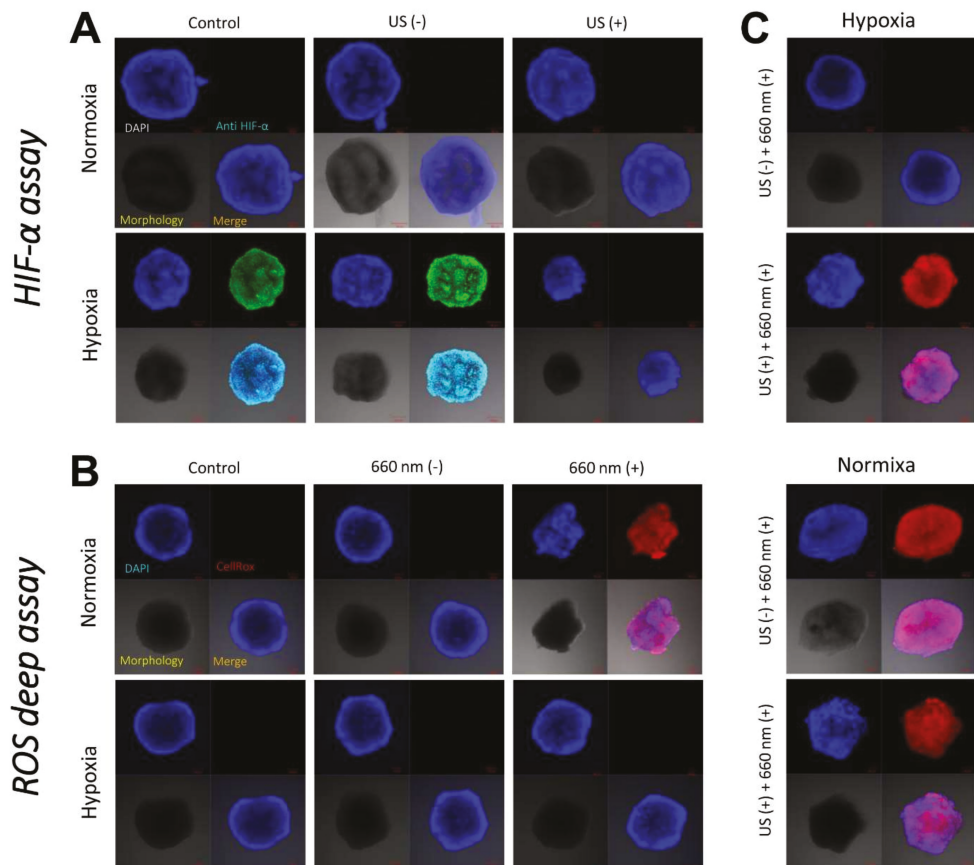 A
Control
US (-)
US (+)
HIF-α assay
Normoxia
DAPI
Anti HIF-α
Morphology
Merge
Hypoxia
B
Control
660 nm (-)
660 nm (+)
ROS deep assay
Normoxia
DAPI
CellRox
Morphology
Merge
Hypoxia
C
Hypoxia
US (-) + 660 nm (+)
US (+) + 660 nm (+)
Normixa
US (-) + 660 nm (+)
US (+) + 660 nm (+)